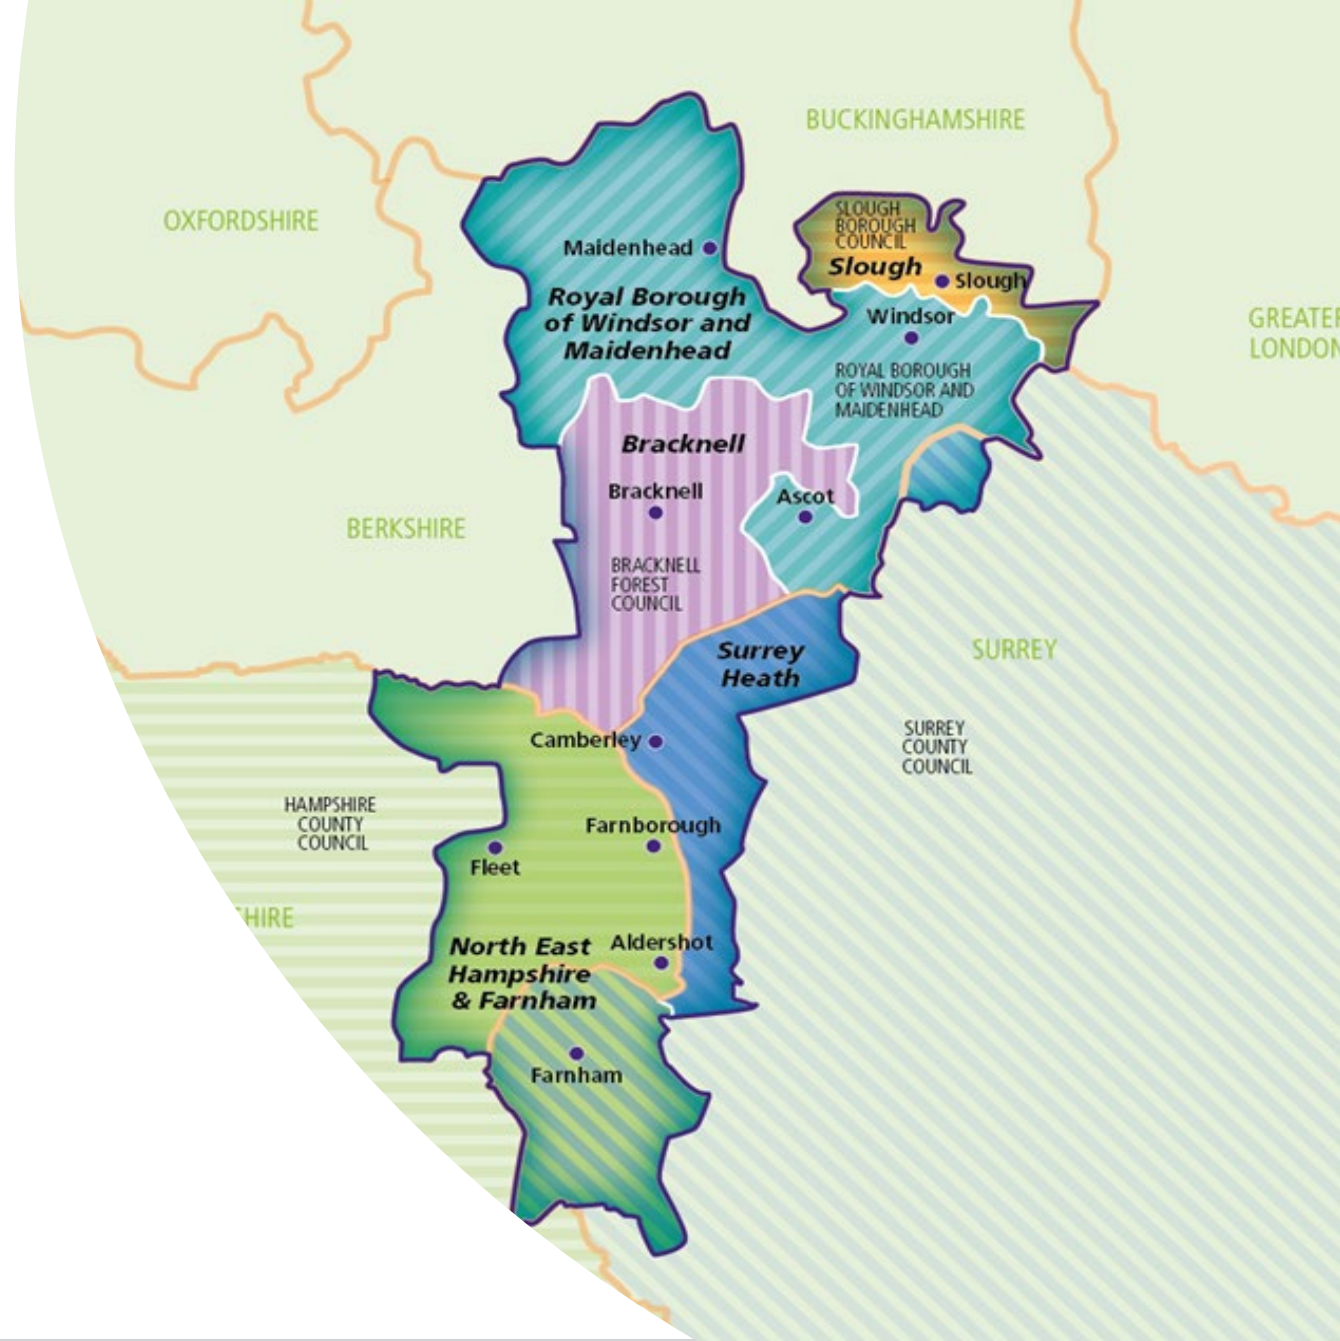 BUCKINGHAMSHIRE
OXFORDSHIRE
SLOUGH
BOROUGH
COUNCIL
Slough
Slough
Maidenhead
Royal Borough
of Windsor and
Maidenhead
Windsor
ROYAL BOROUGH
OF WINDSOR AND
MAIDENHEAD
GREATER
LONDON
Bracknell
Bracknell
Ascot
BERKSHIRE
BRACKNELL
FOREST
COUNCIL
Surrey
Heath
SURREY
SURREY
COUNTY
COUNCIL
Camberley
HAMPSHIRE
COUNTY
COUNCIL
Farnborough
Fleet
HIRE
North East
Hampshire
& Farnham
Aldershot
Farnham